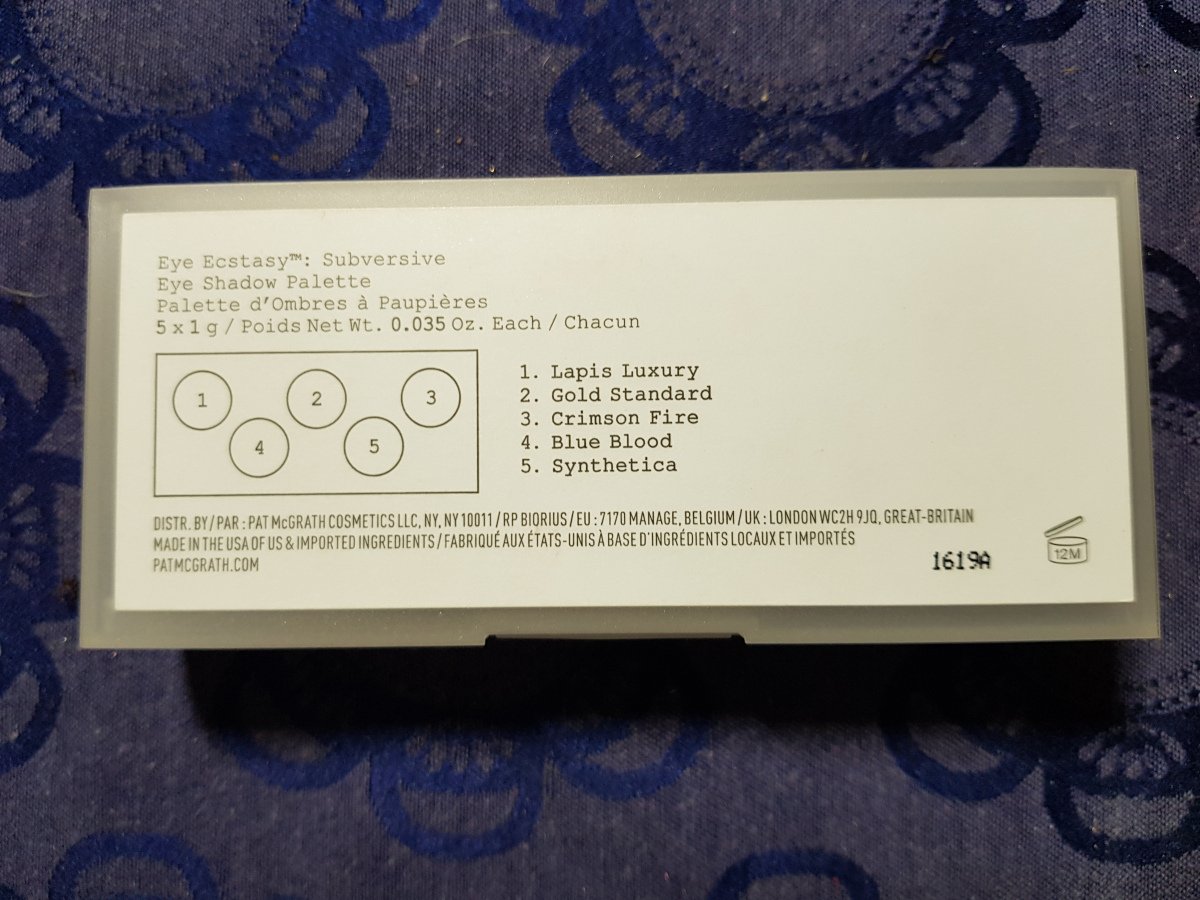 Eye Ecstasy™: Subversive
Eye Shadow Palette
Palette d'Ombres à Paupières
5 x 1 g / Poids Net Wt. 0.035 Oz. Each / Chacun
1 2 3
4 5
1. Lapis Luxury
2. Gold Standard
3. Crimson Fire
4. Blue Blood
5. Synthetica
DISTR. BY / PAR : PAT McGRATH COSMETICS LLC, NY, NY 10011 / RP BIORIUS / EU : 7170 MANAGE, BELGIUM / UK : LONDON WC2H 9JQ, GREAT-BRITAIN
MADE IN THE USA OF US & IMPORTED INGREDIENTS / FABRIQUÉ AUX ÉTATS-UNIS À BASE D'INGRÉDIENTS LOCAUX ET IMPORTÉS
PATMCGRATH.COM
1619A
12M